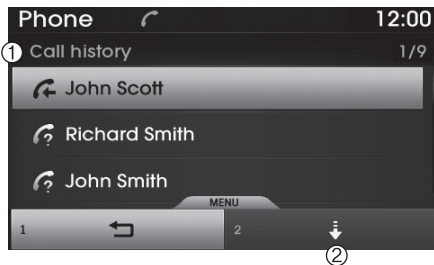 Phone 12:00
① Call history 1/9
John Scott
? Richard Smith
? John Smith
MENU
1 2
②